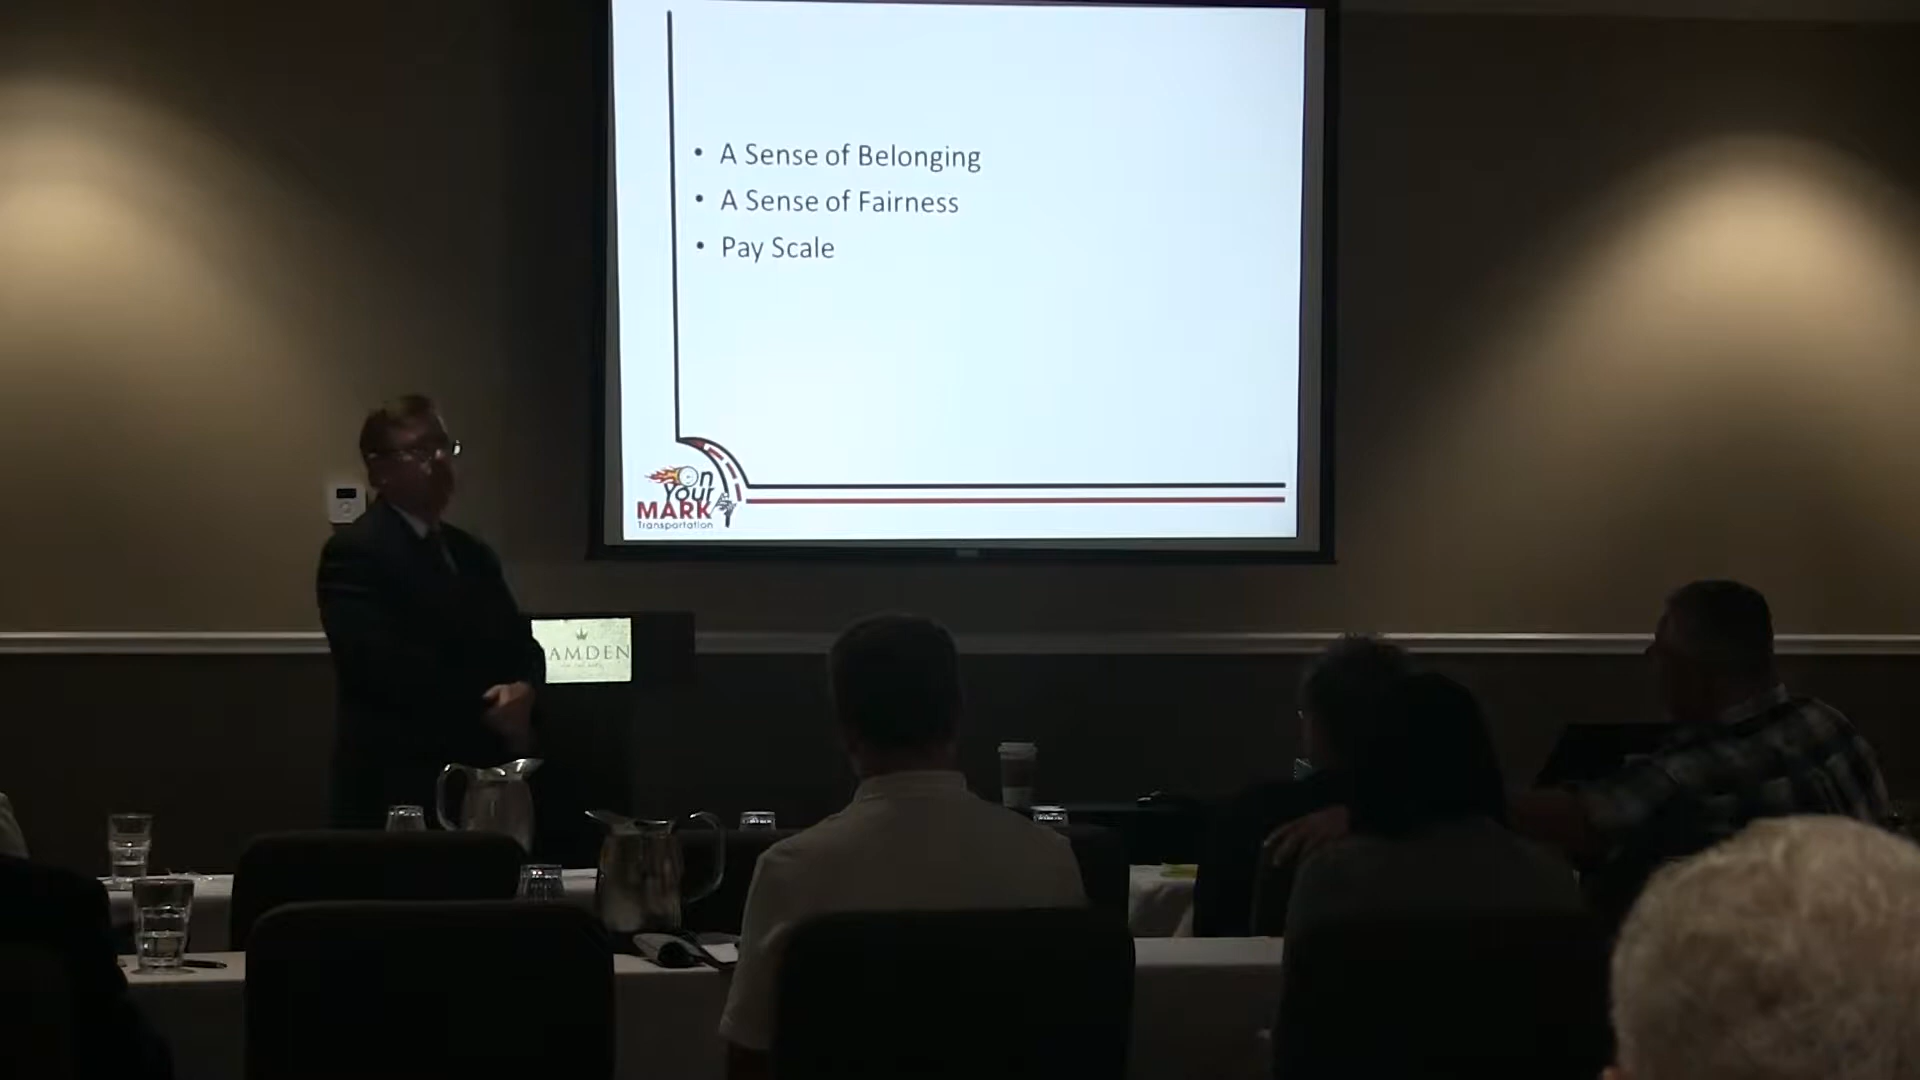 • A Sense of Belonging
• A Sense of Fairness
• Pay Scale
On
Your
MARK
Transportation
AMDEN